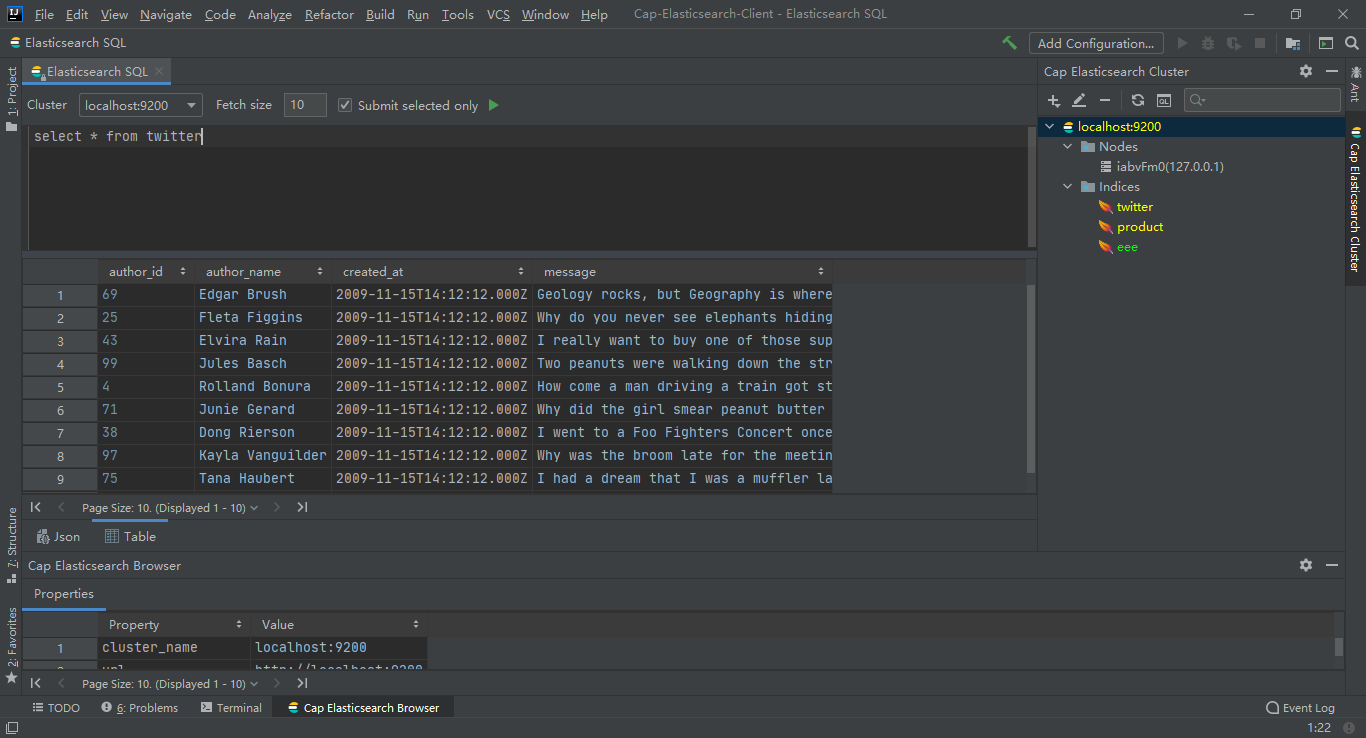 File Edit View Navigate Code Analyze Refactor Build Run Tools VCS Window Help Cap-Elasticsearch-Client - Elasticsearch SQL
Elasticsearch SQL Add Configuration...
1: Project
7: Structure
2: Favorites
Elasticsearch SQL
Cluster localhost:9200 Fetch size 10 Submit selected only
select * from twitter
author_id author_name created_at message
1 69 Edgar Brush 2009-11-15T14:12:12.000Z Geology rocks, but Geography is where
2 25 Fleta Figgins 2009-11-15T14:12:12.000Z Why do you never see elephants hiding
3 43 Elvira Rain 2009-11-15T14:12:12.000Z I really want to buy one of those sup
4 99 Jules Basch 2009-11-15T14:12:12.000Z Two peanuts were walking down the str
5 4 Rolland Bonura 2009-11-15T14:12:12.000Z How come a man driving a train got st
6 71 Junie Gerard 2009-11-15T14:12:12.000Z Why did the girl smear peanut butter
7 38 Dong Rierson 2009-11-15T14:12:12.000Z I went to a Foo Fighters Concert once
8 97 Kayla Vanguilder 2009-11-15T14:12:12.000Z Why was the broom late for the meetin
9 75 Tana Haubert 2009-11-15T14:12:12.000Z I had a dream that I was a muffler la
Page Size: 10. (Displayed 1 - 10)
Json Table
Cap Elasticsearch Cluster
localhost:9200
Nodes
iabvFm0(127.0.0.1)
Indices
twitter
product
eee
Ant
Cap Elasticsearch Cluster
Cap Elasticsearch Browser
Properties
Property Value
1 cluster_name localhost:9200
url http://localhost:9200
Page Size: 10. (Displayed 1 - 10)
TODO 6: Problems Terminal Cap Elasticsearch Browser Event Log
1:22